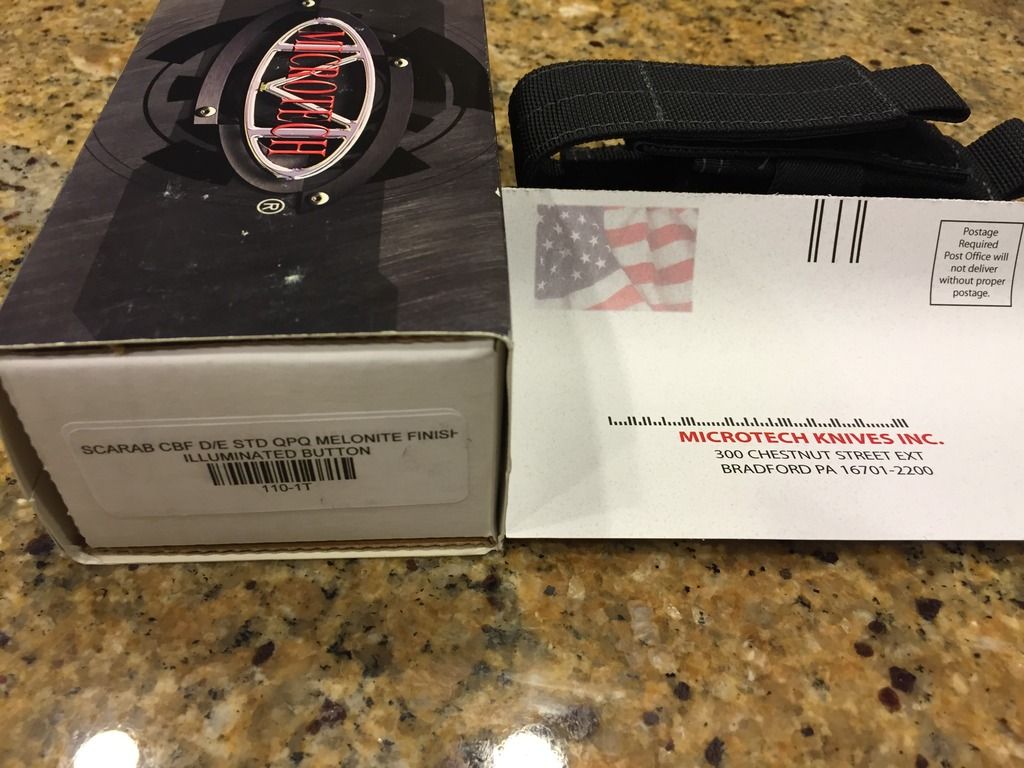 MICROTECH
®
SCARAB CBF D/E STD QPQ MELONITE FINISH
ILLUMINATED BUTTON
110-1T
Postage
Required
Post Office will
not deliver
without proper
postage.
MICROTECH KNIVES INC.
300 CHESTNUT STREET EXT
BRADFORD PA 16701-2200